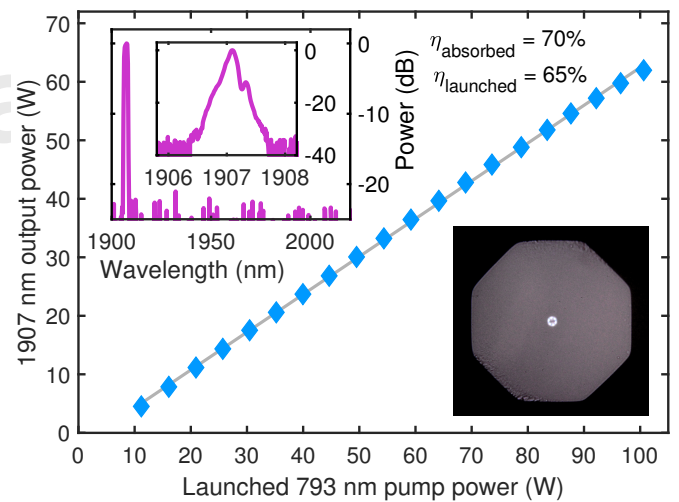 70
60
50
40
30
20
10
0
1907 nm output power (W)
0 10 20 30 40 50 60 70 80 90 100
Launched 793 nm pump power (W)
η_absorbed = 70%
η_launched = 65%
0
-10
-20
Power (dB)
1900 1950 2000
Wavelength (nm)
0
-20
-40
1906 1907 1908